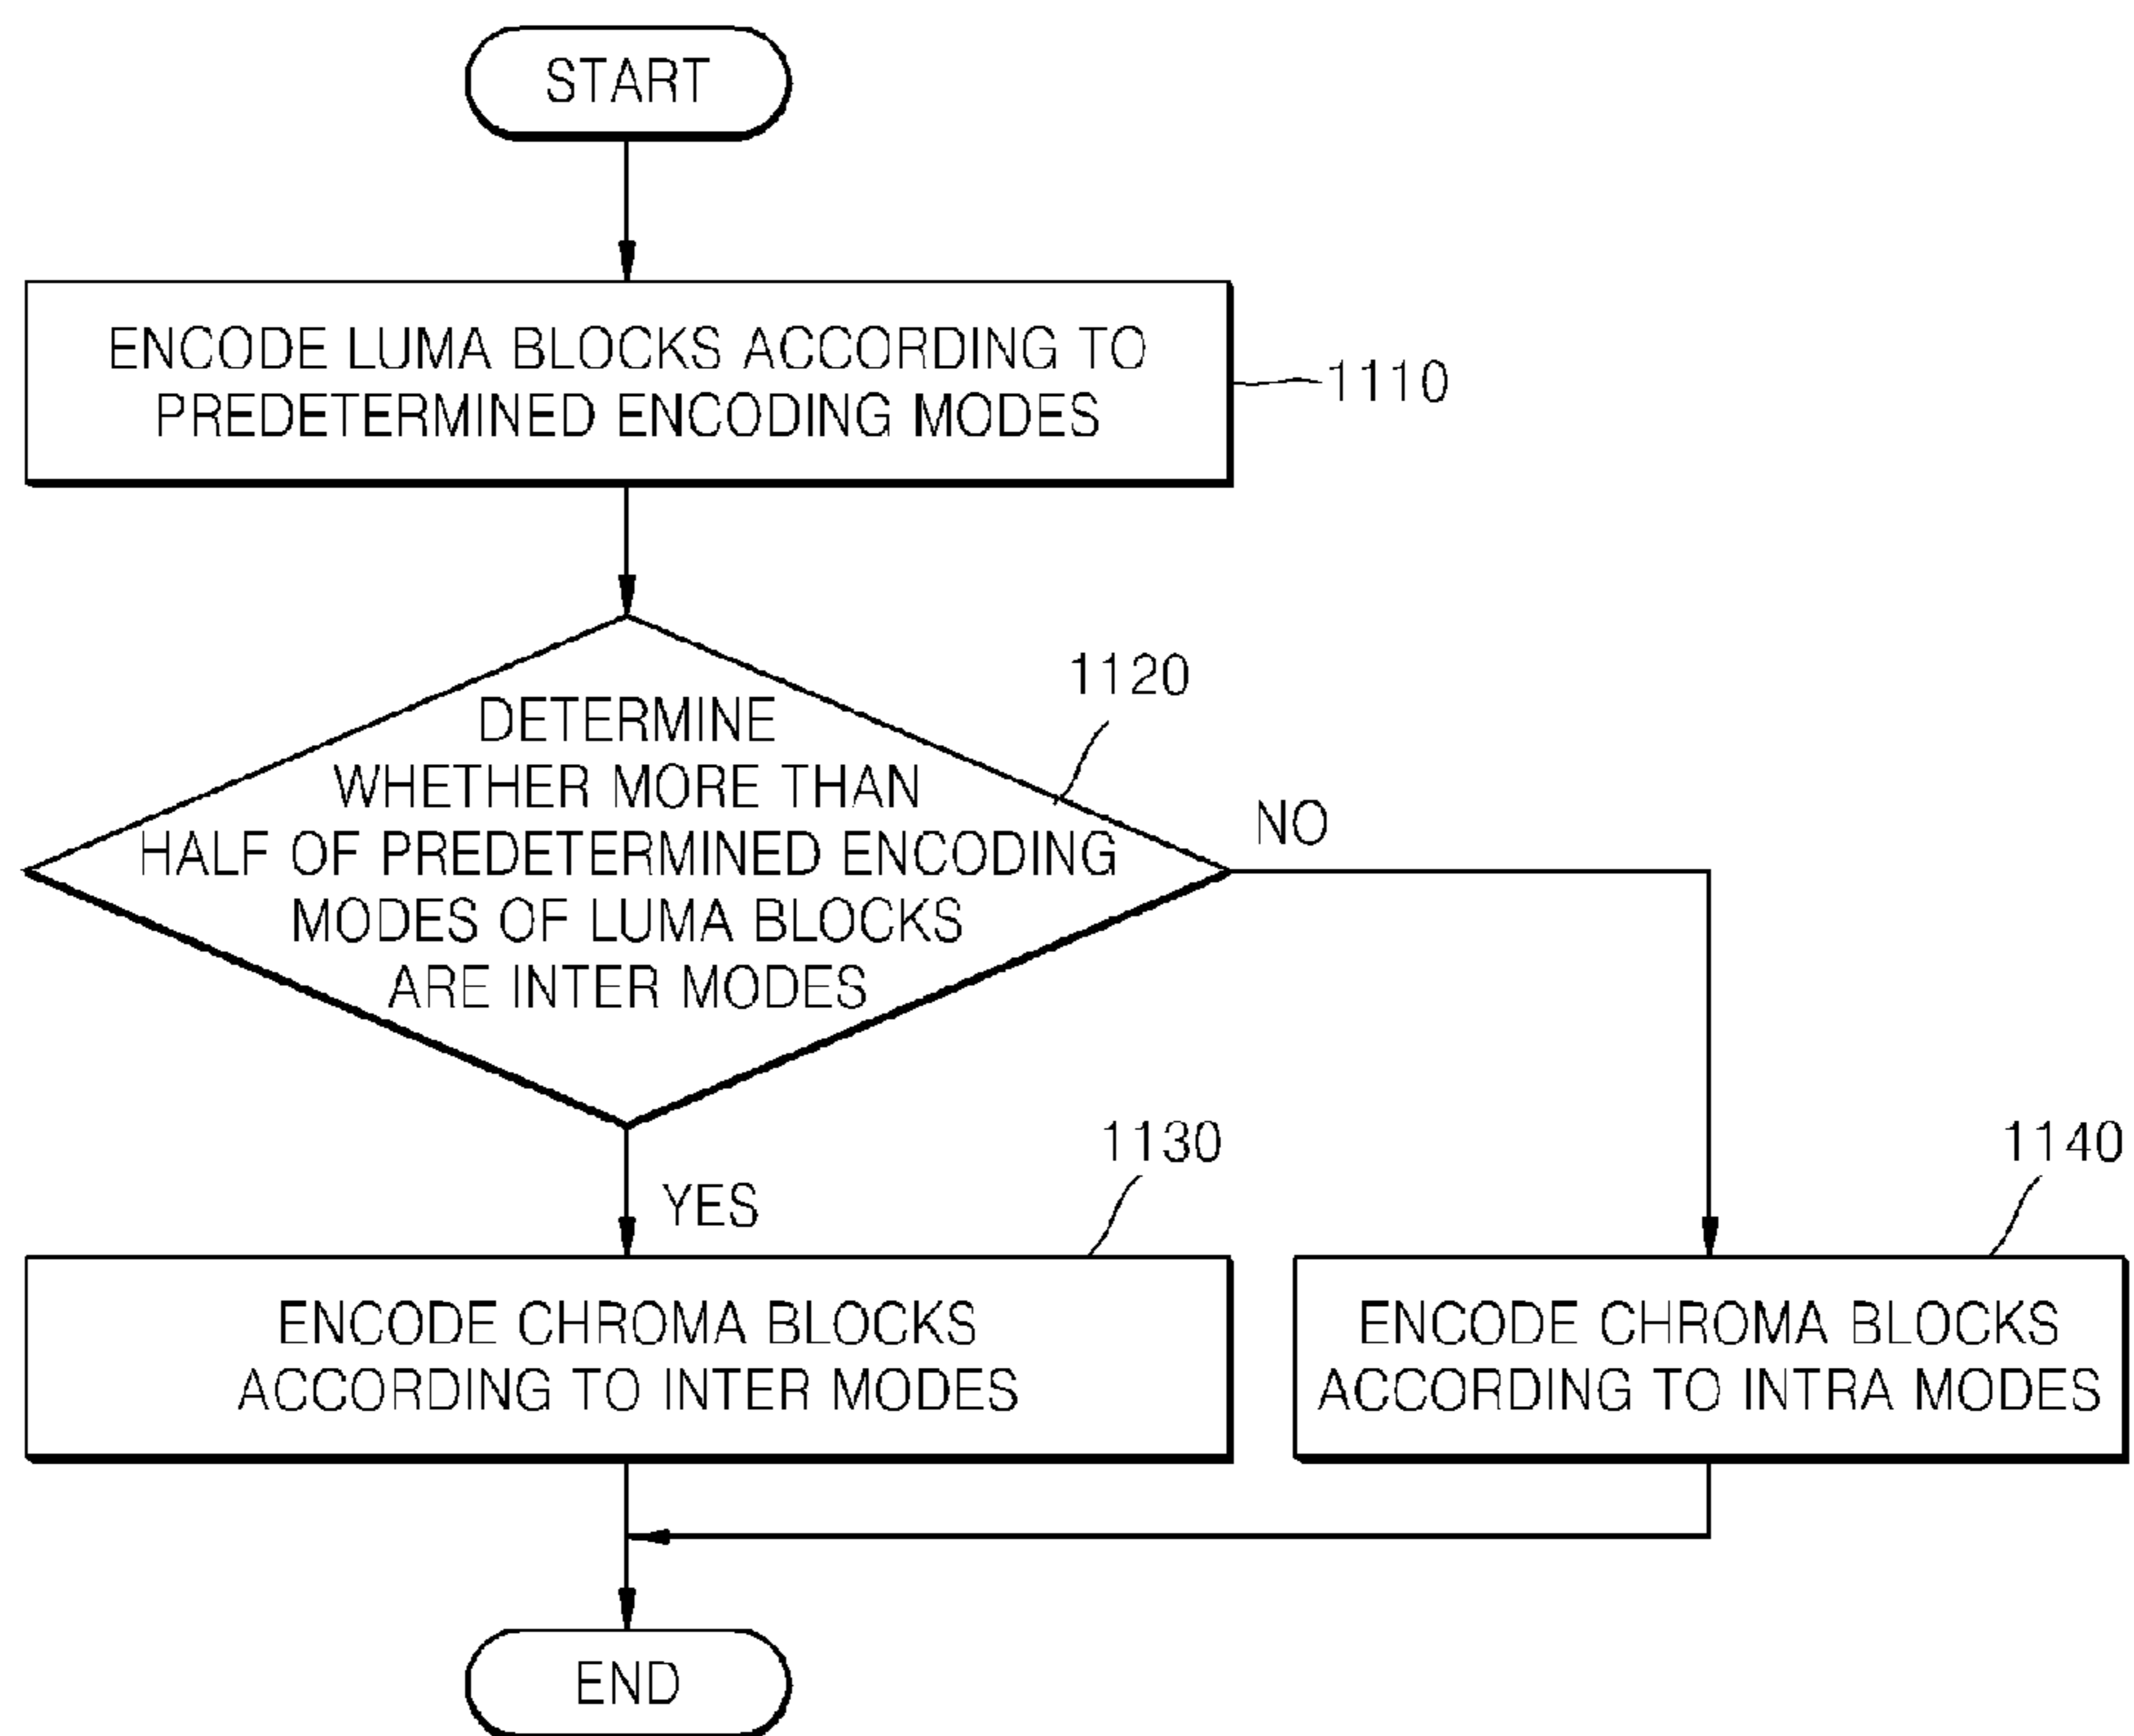 START
ENCODE LUMA BLOCKS ACCORDING TO
PREDETERMINED ENCODING MODES
1110
1120
DETERMINE
WHETHER MORE THAN
HALF OF PREDETERMINED ENCODING
MODES OF LUMA BLOCKS
ARE INTER MODES
NO
YES
1130
ENCODE CHROMA BLOCKS
ACCORDING TO INTER MODES
1140
ENCODE CHROMA BLOCKS
ACCORDING TO INTRA MODES
END